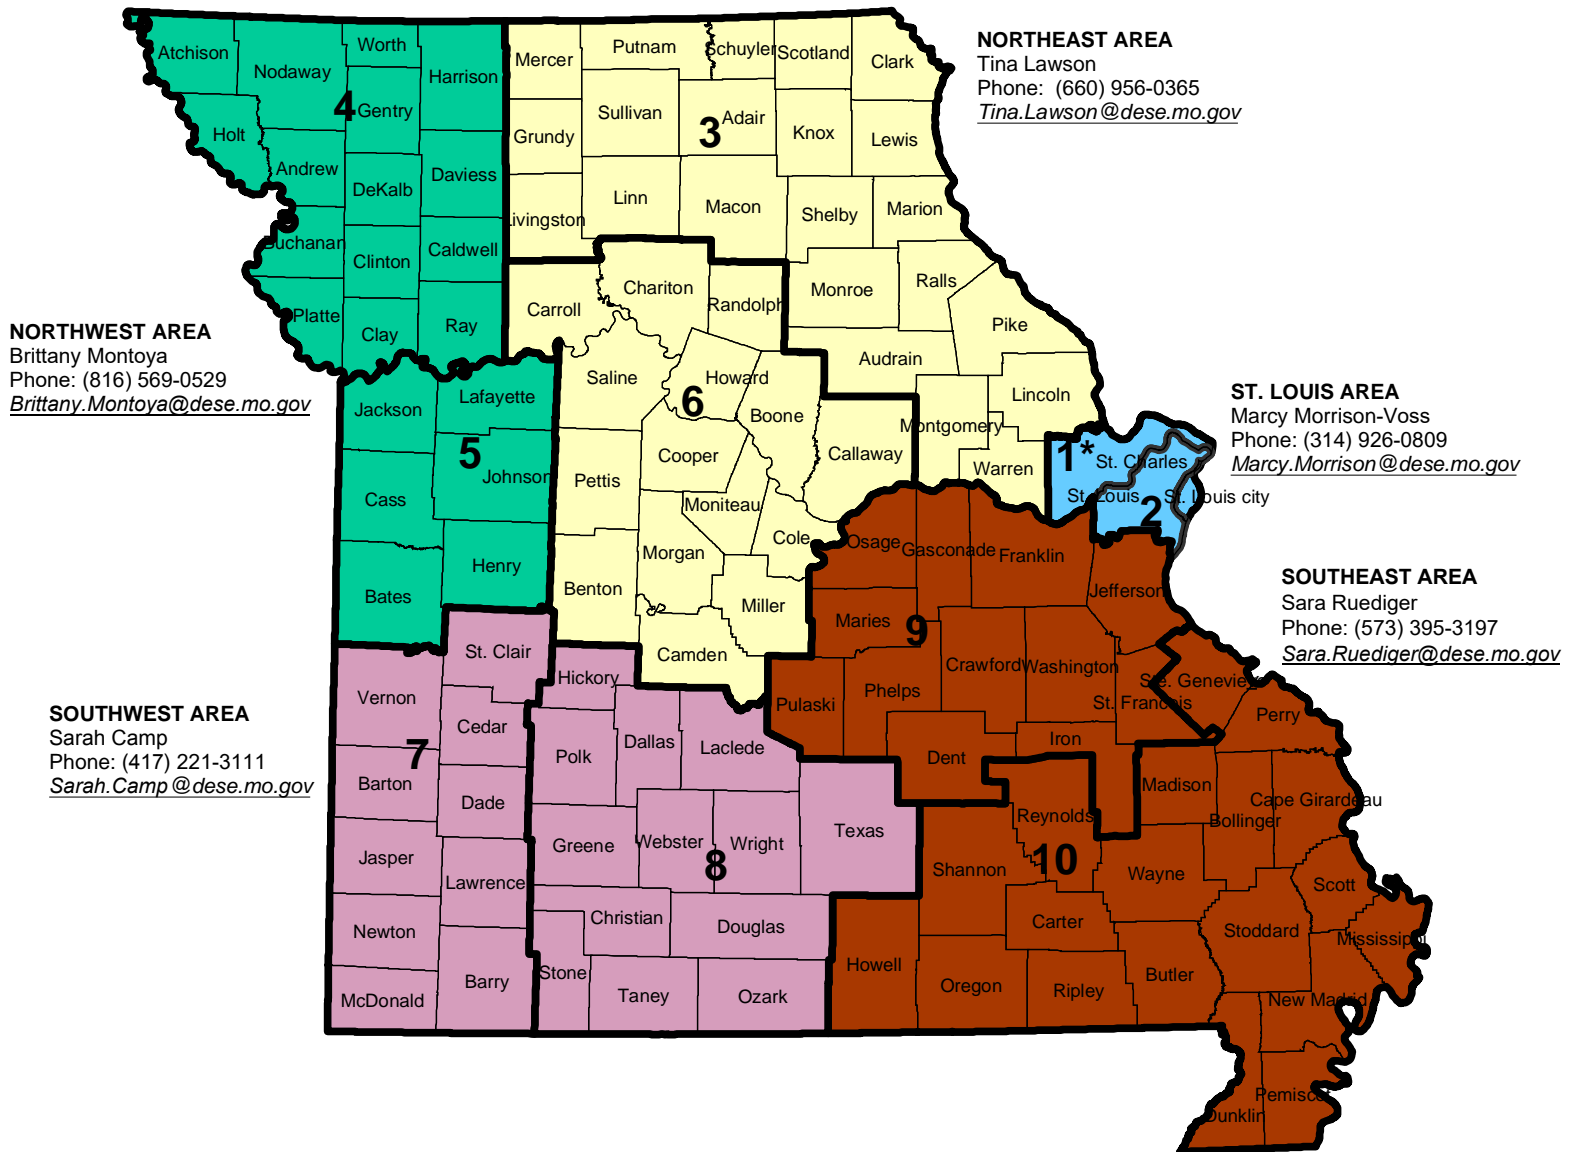 NORTHEAST AREA
Tina Lawson
Phone: (660) 956-0365
Tina.Lawson@dese.mo.gov
NORTHWEST AREA
Brittany Montoya
Phone: (816) 569-0529
Brittany.Montoya@dese.mo.gov
ST. LOUIS AREA
Marcy Morrison-Voss
Phone: (314) 926-0809
Marcy.Morrison@dese.mo.gov
SOUTHEAST AREA
Sara Ruediger
Phone: (573) 395-3197
Sara.Ruediger@dese.mo.gov
SOUTHWEST AREA
Sarah Camp
Phone: (417) 221-3111
Sarah.Camp@dese.mo.gov
4
Atchison
Nodaway
Worth
Harrison
Gentry
Holt
Andrew
DeKalb
Daviess
Buchanan
Clinton
Caldwell
Platte
Clay
Ray
3
Mercer
Putnam
Schuyler
Scotland
Clark
Sullivan
Adair
Grundy
Knox
Lewis
Livingston
Linn
Macon
Shelby
Marion
Monroe
Ralls
Pike
Audrain
Lincoln
Montgomery
Warren
6
Carroll
Chariton
Randolph
Saline
Howard
Boone
Callaway
Cooper
Pettis
Moniteau
Cole
Morgan
Benton
Miller
Camden
5
Jackson
Lafayette
Johnson
Cass
Henry
Bates
1*
St. Charles
2
St. Louis
St. Louis city
9
Osage
Gasconade
Franklin
Jefferson
Maries
Crawford
Washington
Phelps
Pulaski
St. Francois
Ste. Genevieve
Perry
Dent
Iron
7
St. Clair
Vernon
Cedar
Barton
Dade
Jasper
Lawrence
Newton
Barry
McDonald
8
Hickory
Polk
Dallas
Laclede
Greene
Webster
Wright
Texas
Christian
Douglas
Stone
Taney
Ozark
10
Reynolds
Madison
Bollinger
Cape Girardeau
Shannon
Wayne
Scott
Carter
Stoddard
Mississippi
Howell
Oregon
Ripley
Butler
New Madrid
Pemiscot
Dunklin